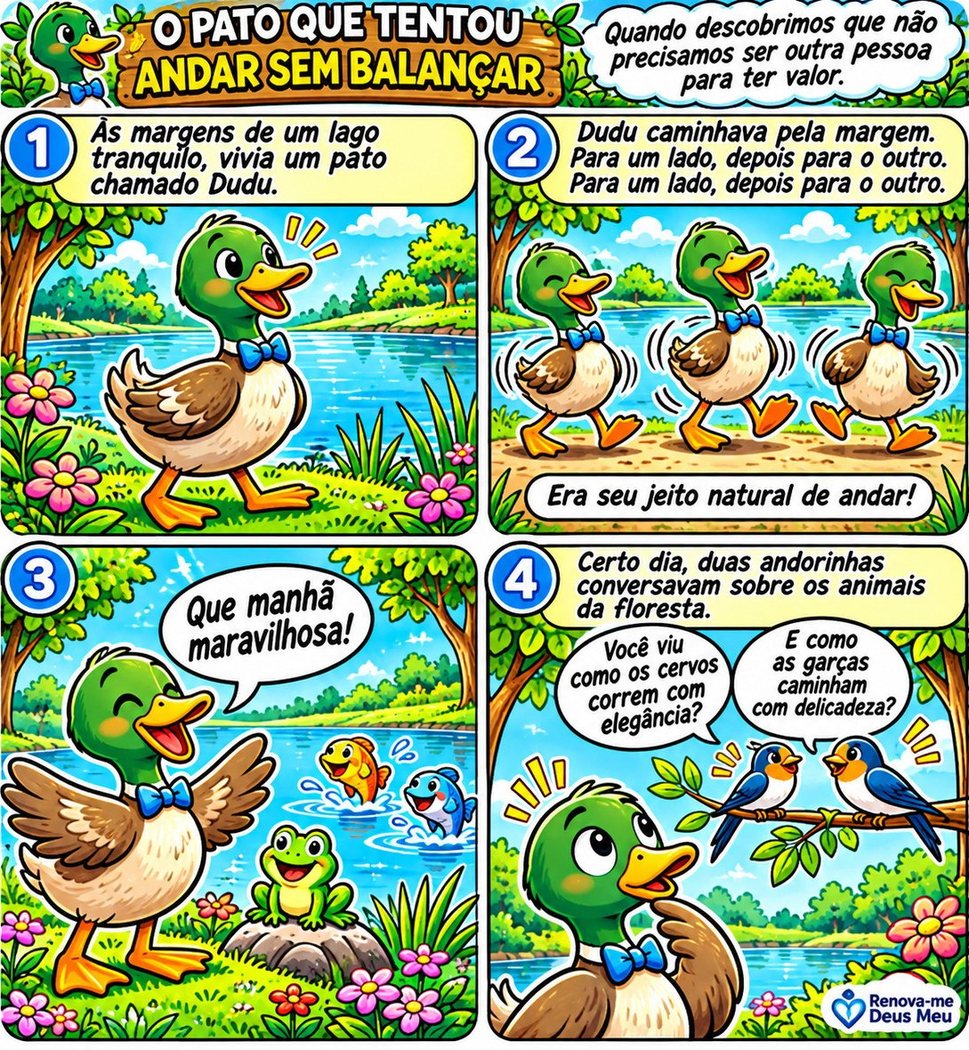 O PATO QUE TENTOU
ANDAR SEM BALANÇAR
Quando descobrimos que não
precisamos ser outra pessoa
para ter valor.
1
Às margens de um lago
tranquilo, vivia um pato
chamado Dudu.
2
Dudu caminhava pela margem.
Para um lado, depois para o outro.
Para um lado, depois para o outro.
Era seu jeito natural de andar!
3
Que manhã
maravilhosa!
4
Certo dia, duas andorinhas
conversavam sobre os animais
da floresta.
Você viu
como os cervos
correm com
elegância?
E como
as garças
caminham
com delicadeza?
Renova-me
Deus Meu